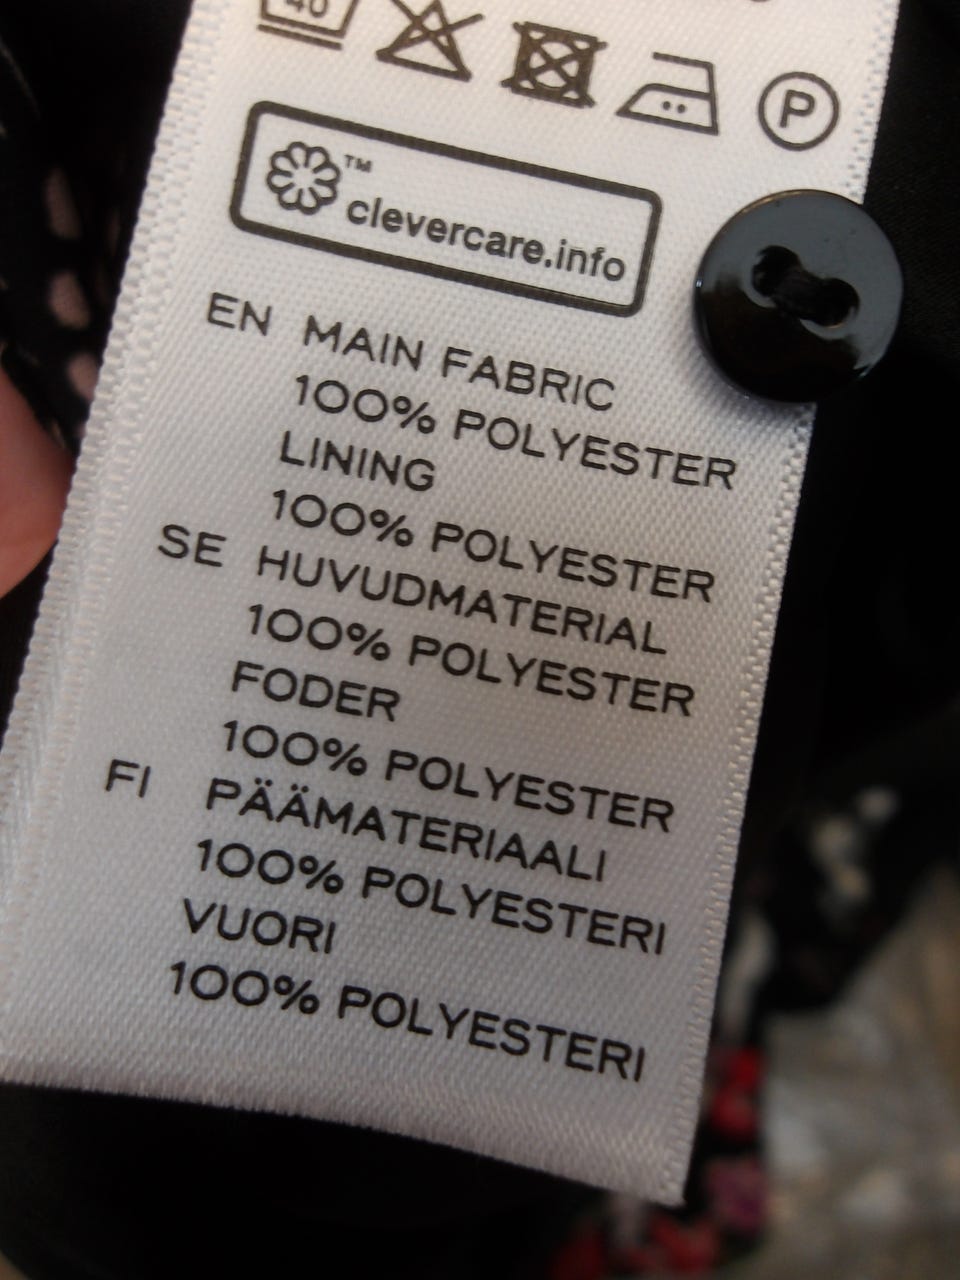 40
P
™
clevercare.info
EN MAIN FABRIC
100% POLYESTER
LINING
100% POLYESTER
SE HUVUDMATERIAL
100% POLYESTER
FODER
100% POLYESTER
FI PÄÄMATERIAALI
100% POLYESTERI
VUORI
100% POLYESTERI